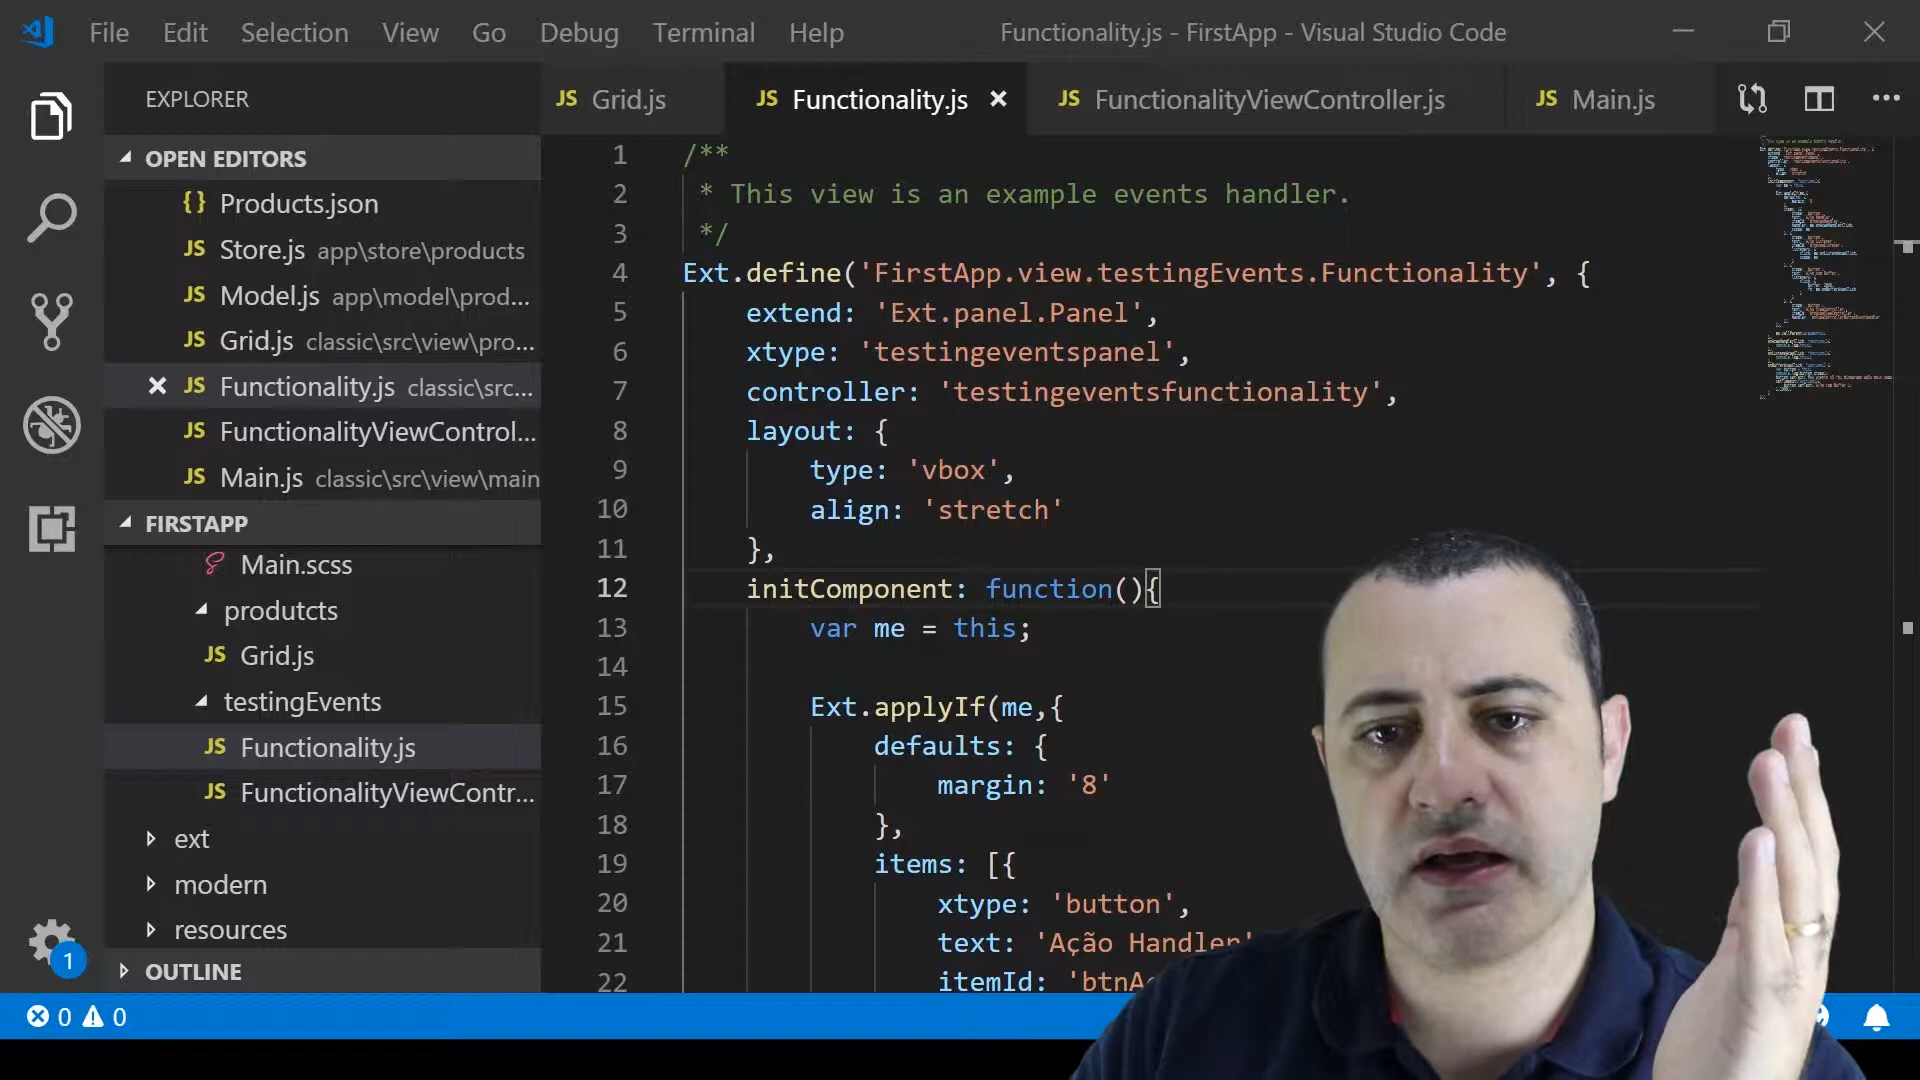 File Edit Selection View Go Debug Terminal Help Functionality.js - FirstApp - Visual Studio Code
EXPLORER
JS Grid.js JS Functionality.js JS FunctionalityViewController.js JS Main.js
OPEN EDITORS
{} Products.json
JS Store.js app\store\products
JS Model.js app\model\prod...
JS Grid.js classic\src\view\pro...
JS Functionality.js classic\src...
JS FunctionalityViewControl...
JS Main.js classic\src\view\main
FIRSTAPP
Main.scss
produtcts
JS Grid.js
testingEvents
JS Functionality.js
JS FunctionalityViewContr...
ext
modern
resources
OUTLINE
1
0 0
1 /**
2 * This view is an example events handler.
3 */
4 Ext.define('FirstApp.view.testingEvents.Functionality', {
5 extend: 'Ext.panel.Panel',
6 xtype: 'testingeventspanel',
7 controller: 'testingeventsfunctionality',
8 layout: {
9 type: 'vbox',
10 align: 'stretch'
11 },
12 initComponent: function(){
13 var me = this;
14
15 Ext.applyIf(me,{
16 defaults: {
17 margin: '8'
18 },
19 items: [{
20 xtype: 'button',
21 text: 'Ação Handler'
22 itemId: